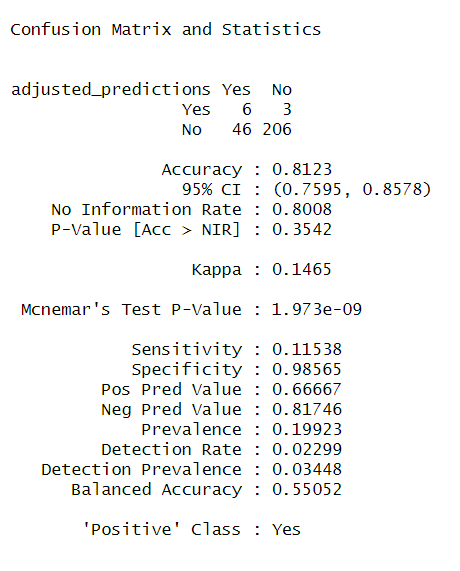 Confusion Matrix and Statistics
adjusted_predictions Yes No
Yes 6 3
No 46 206
Accuracy : 0.8123
95% CI : (0.7595, 0.8578)
No Information Rate : 0.8008
P-Value [Acc > NIR] : 0.3542
Kappa : 0.1465
Mcnemar's Test P-Value : 1.973e-09
Sensitivity : 0.11538
Specificity : 0.98565
Pos Pred Value : 0.66667
Neg Pred Value : 0.81746
Prevalence : 0.19923
Detection Rate : 0.02299
Detection Prevalence : 0.03448
Balanced Accuracy : 0.55052
'Positive' Class : Yes